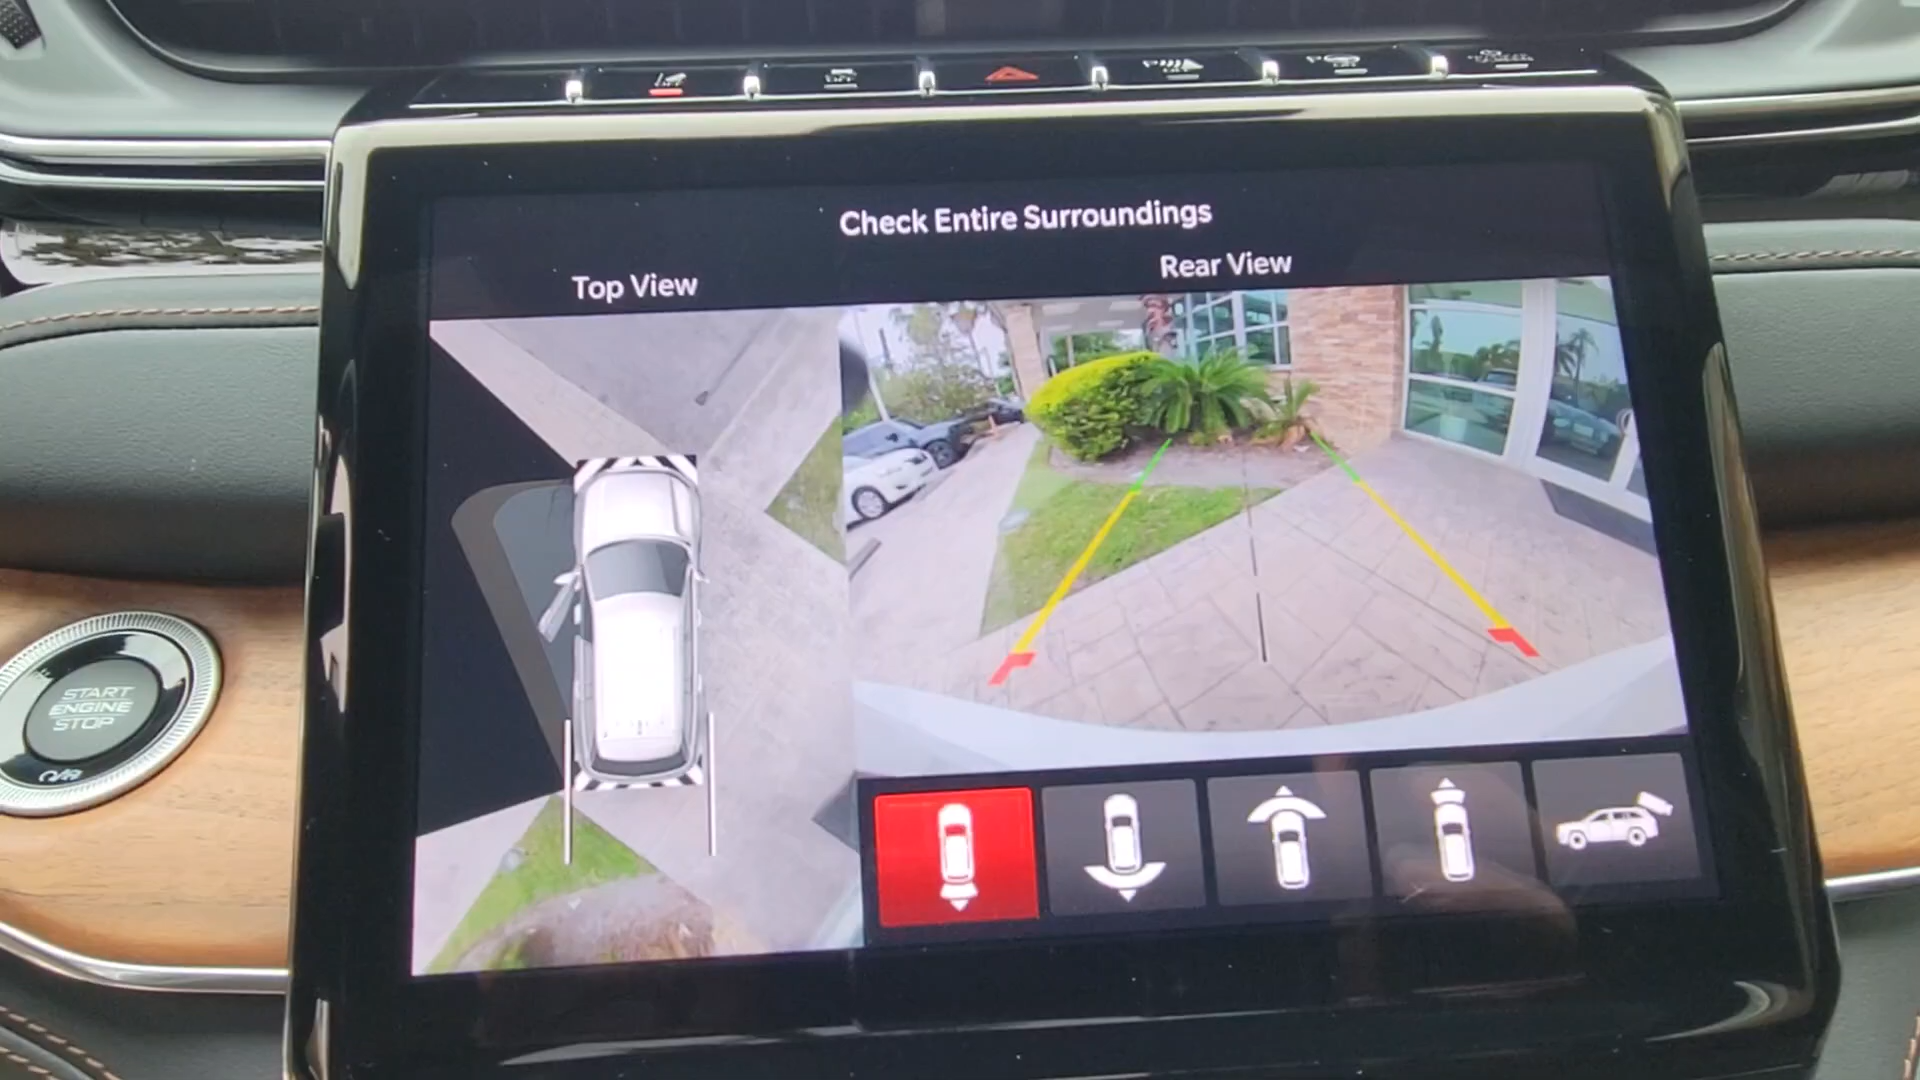 Check Entire Surroundings
Top View
Rear View
START
ENGINE
STOP